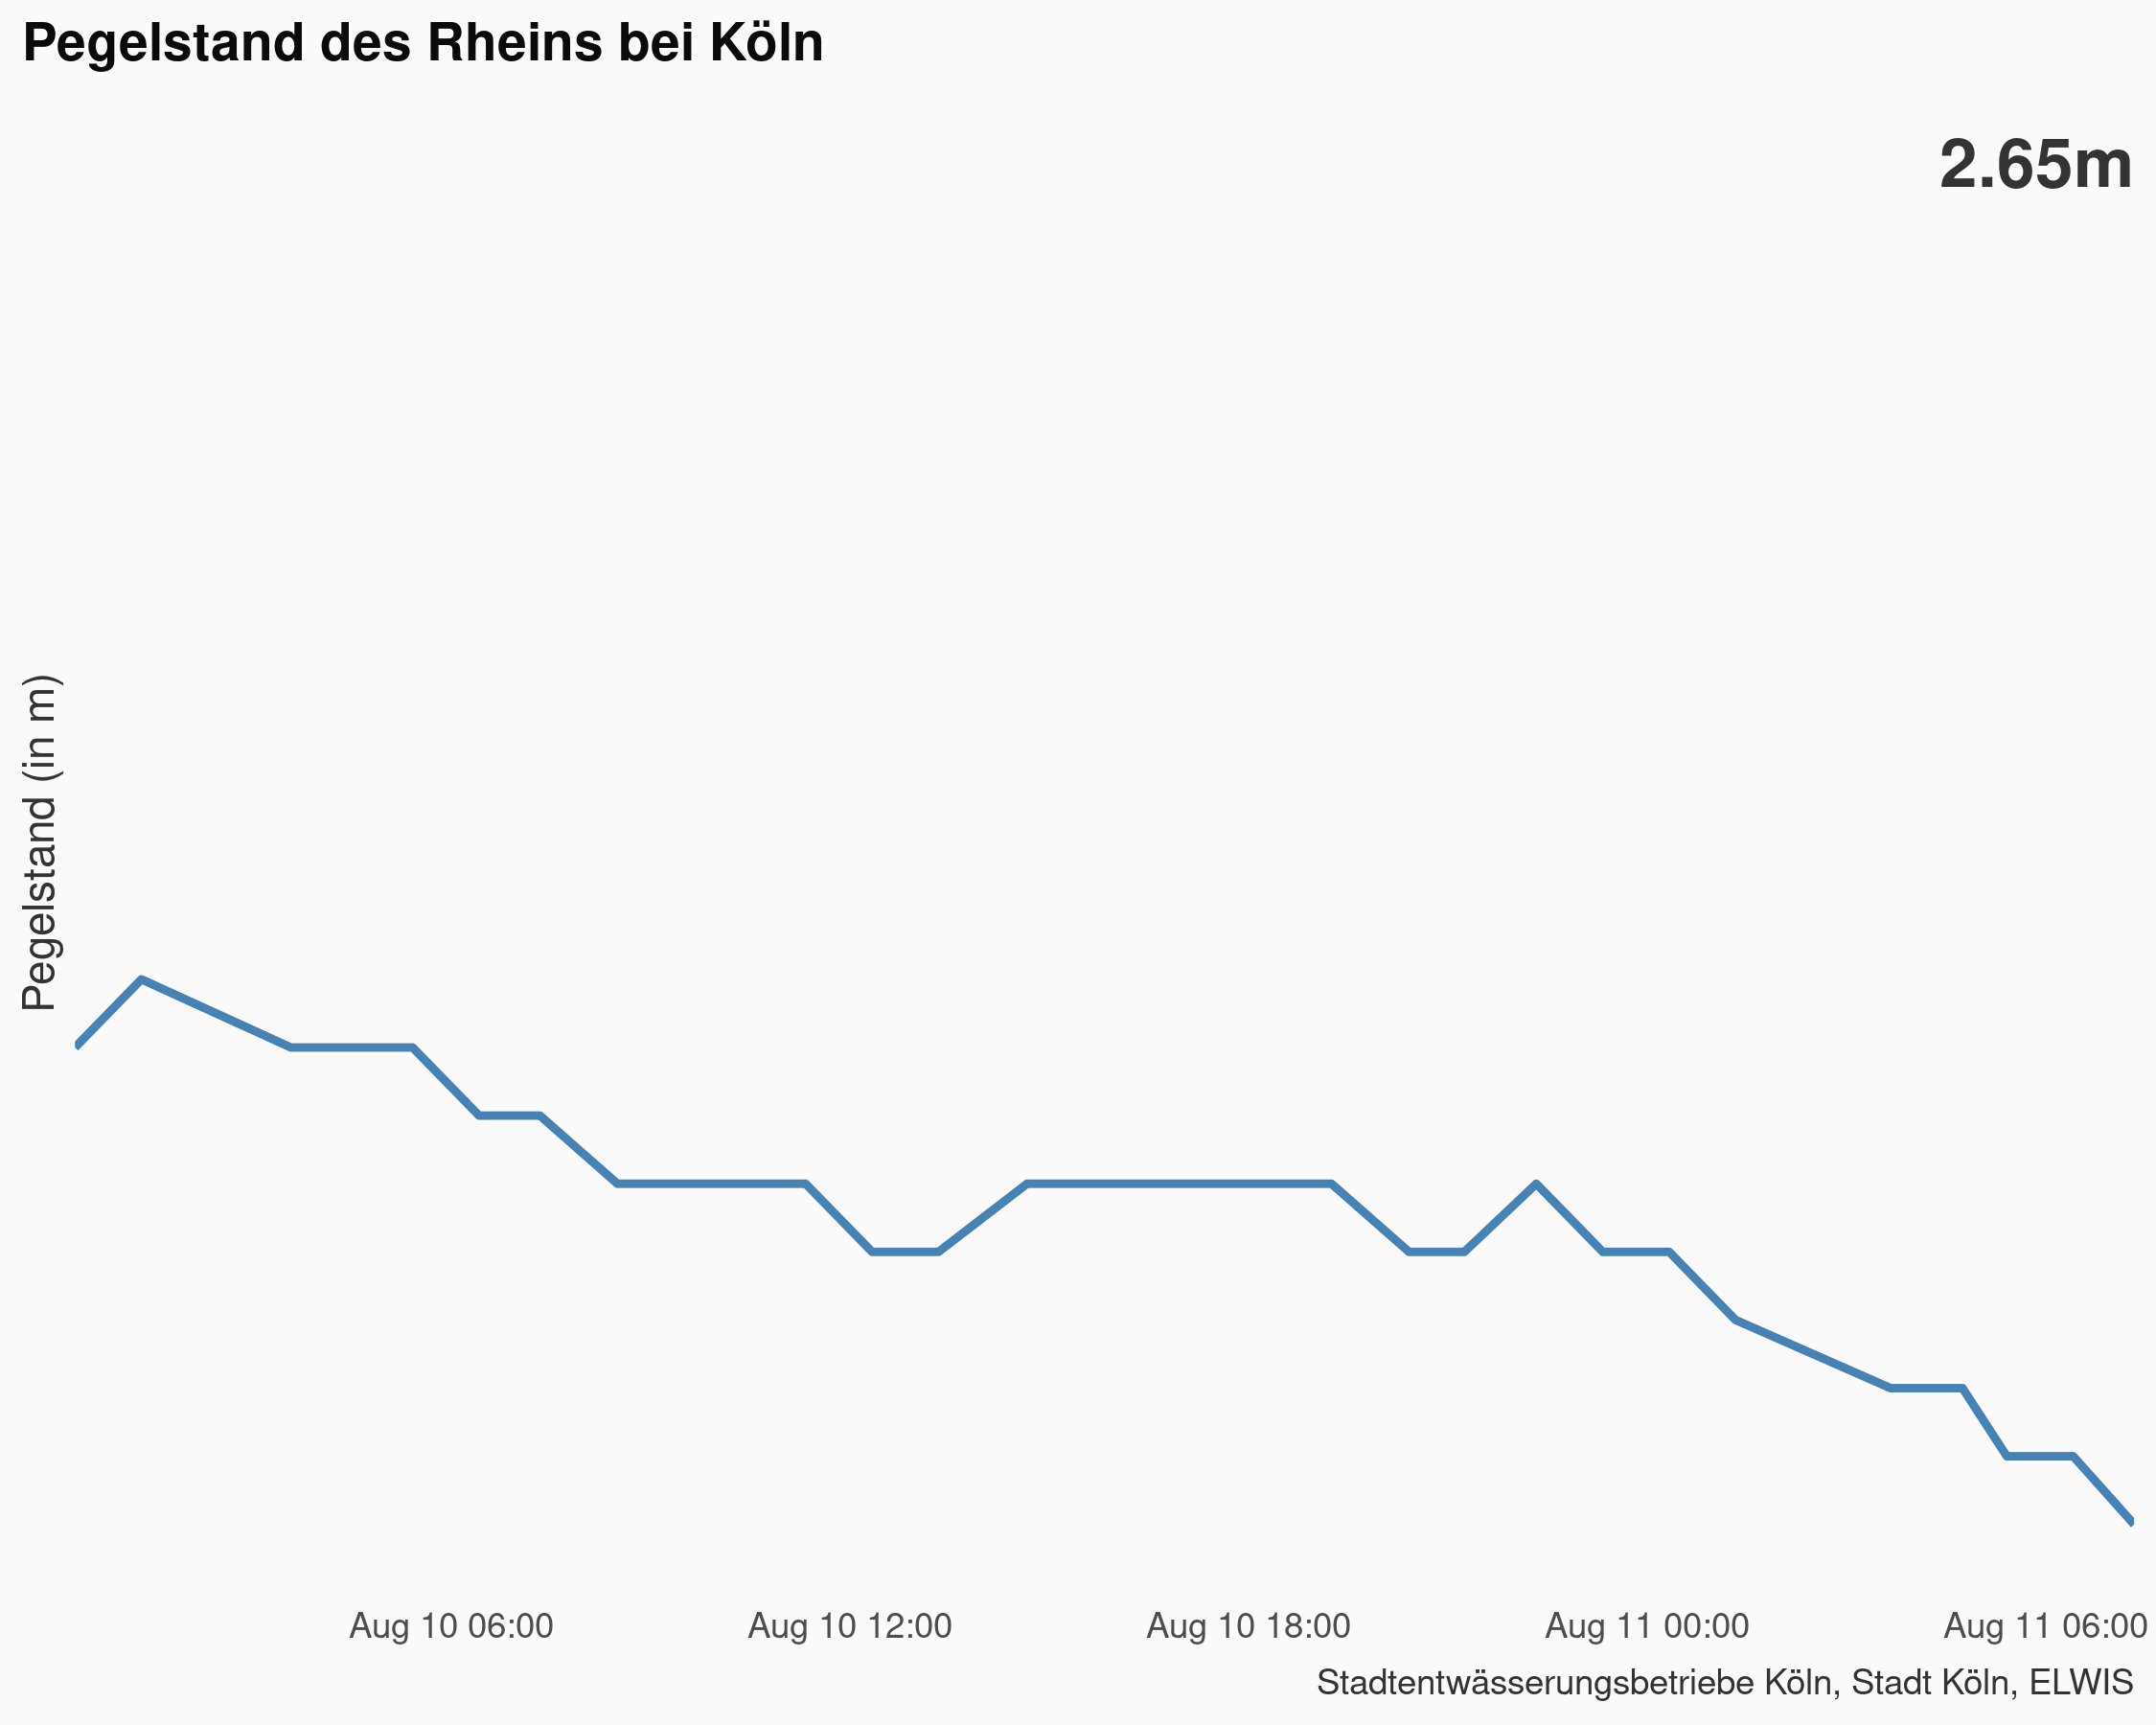 Pegelstand des Rheins bei Köln
2.65m
Pegelstand (in m)
Aug 10 06:00
Aug 10 12:00
Aug 10 18:00
Aug 11 00:00
Aug 11 06:00
Stadtentwässerungsbetriebe Köln, Stadt Köln, ELWIS